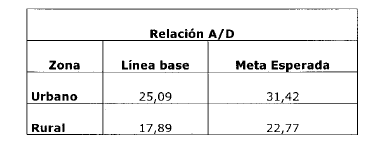 Relación A/D
Zona Línea base Meta Esperada
Urbano 25,09 31,42
Rural 17,89 22,77